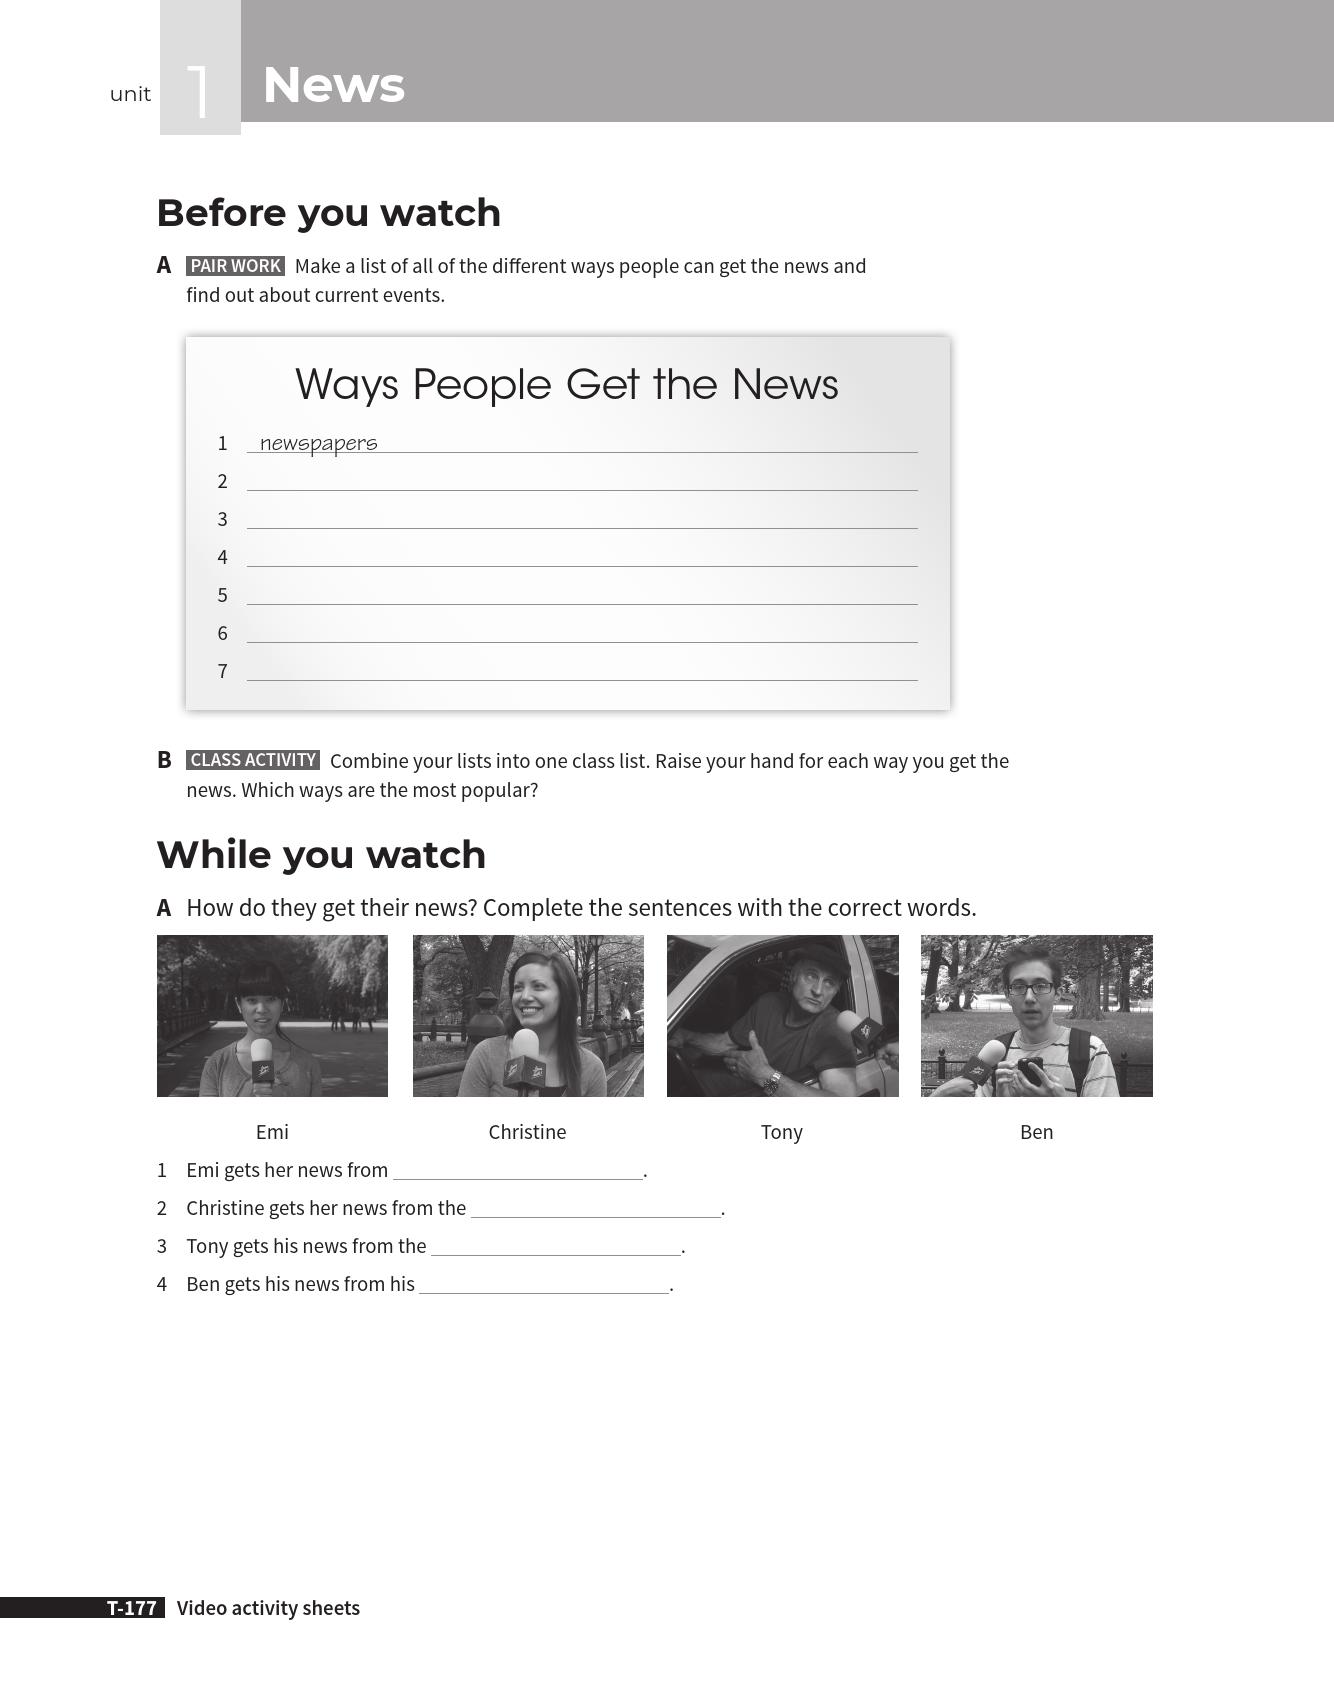 unit 1 News
Before you watch
A PAIR WORK Make a list of all of the different ways people can get the news and
find out about current events.
Ways People Get the News
1 newspapers
2
3
4
5
6
7
B CLASS ACTIVITY Combine your lists into one class list. Raise your hand for each way you get the
news. Which ways are the most popular?
While you watch
A How do they get their news? Complete the sentences with the correct words.
Emi Christine Tony Ben
1 Emi gets her news from ____________________.
2 Christine gets her news from the ____________________.
3 Tony gets his news from the ____________________.
4 Ben gets his news from his ____________________.
T-177 Video activity sheets